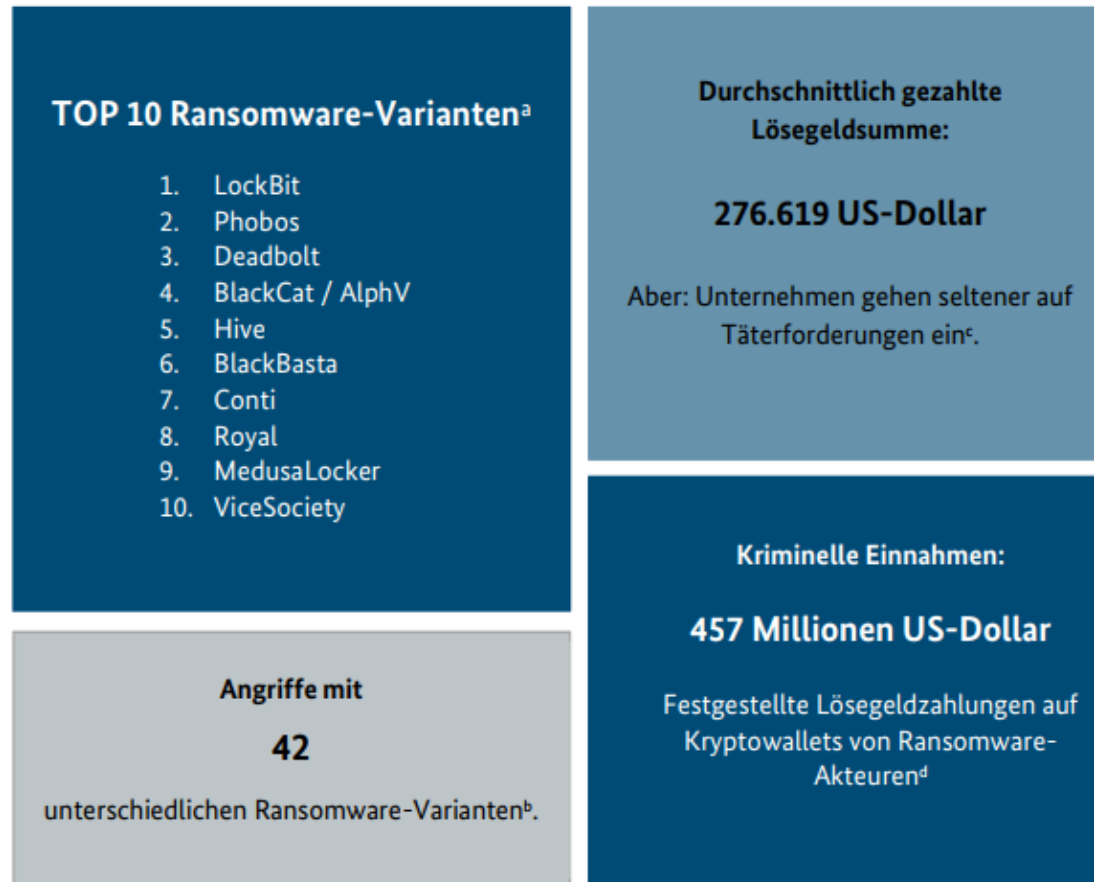 TOP 10 Ransomware-Variantenᵃ
1. LockBit
2. Phobos
3. Deadbolt
4. BlackCat / AlphV
5. Hive
6. BlackBasta
7. Conti
8. Royal
9. MedusaLocker
10. ViceSociety
Angriffe mit
42
unterschiedlichen Ransomware-Variantenᵇ.
Durchschnittlich gezahlte
Lösegeldsumme:
276.619 US-Dollar
Aber: Unternehmen gehen seltener auf
Täterforderungen einᶜ.
Kriminelle Einnahmen:
457 Millionen US-Dollar
Festgestellte Lösegeldzahlungen auf
Kryptowallets von Ransomware-
Akteurenᵈ